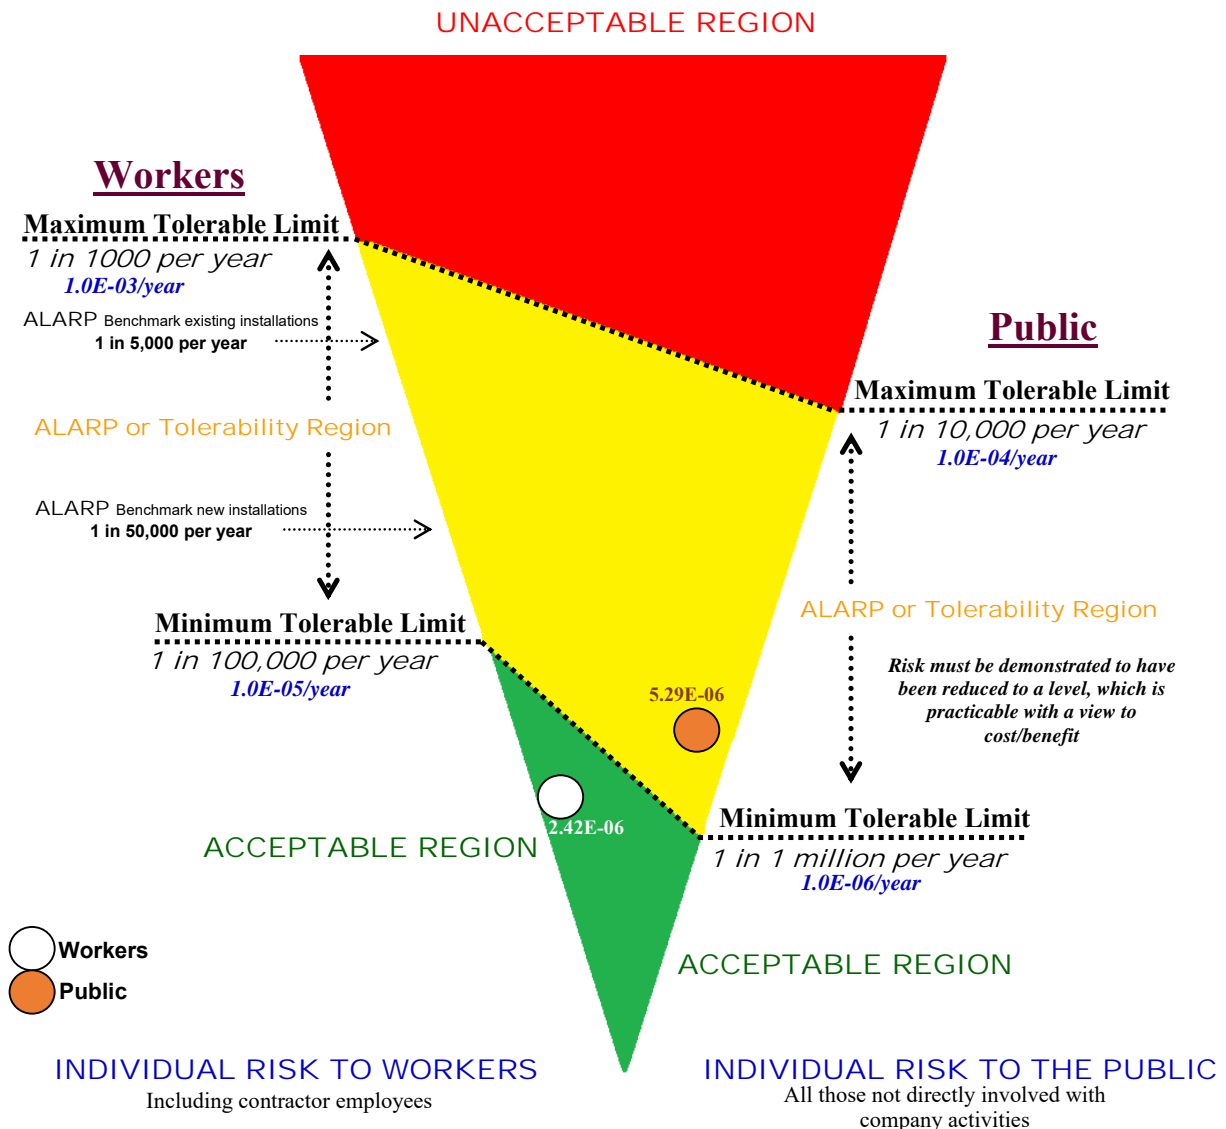 UNACCEPTABLE REGION
Workers
Maximum Tolerable Limit
1 in 1000 per year
1.0E-03/year
ALARP Benchmark existing installations
1 in 5,000 per year
ALARP or Tolerability Region
ALARP Benchmark new installations
1 in 50,000 per year
Minimum Tolerable Limit
1 in 100,000 per year
1.0E-05/year
Public
Maximum Tolerable Limit
1 in 10,000 per year
1.0E-04/year
ALARP or Tolerability Region
Risk must be demonstrated to have
been reduced to a level, which is
practicable with a view to
cost/benefit
5.29E-06
2.42E-06
Minimum Tolerable Limit
1 in 1 million per year
1.0E-06/year
ACCEPTABLE REGION
ACCEPTABLE REGION
Workers
Public
INDIVIDUAL RISK TO WORKERS
Including contractor employees
INDIVIDUAL RISK TO THE PUBLIC
All those not directly involved with
company activities